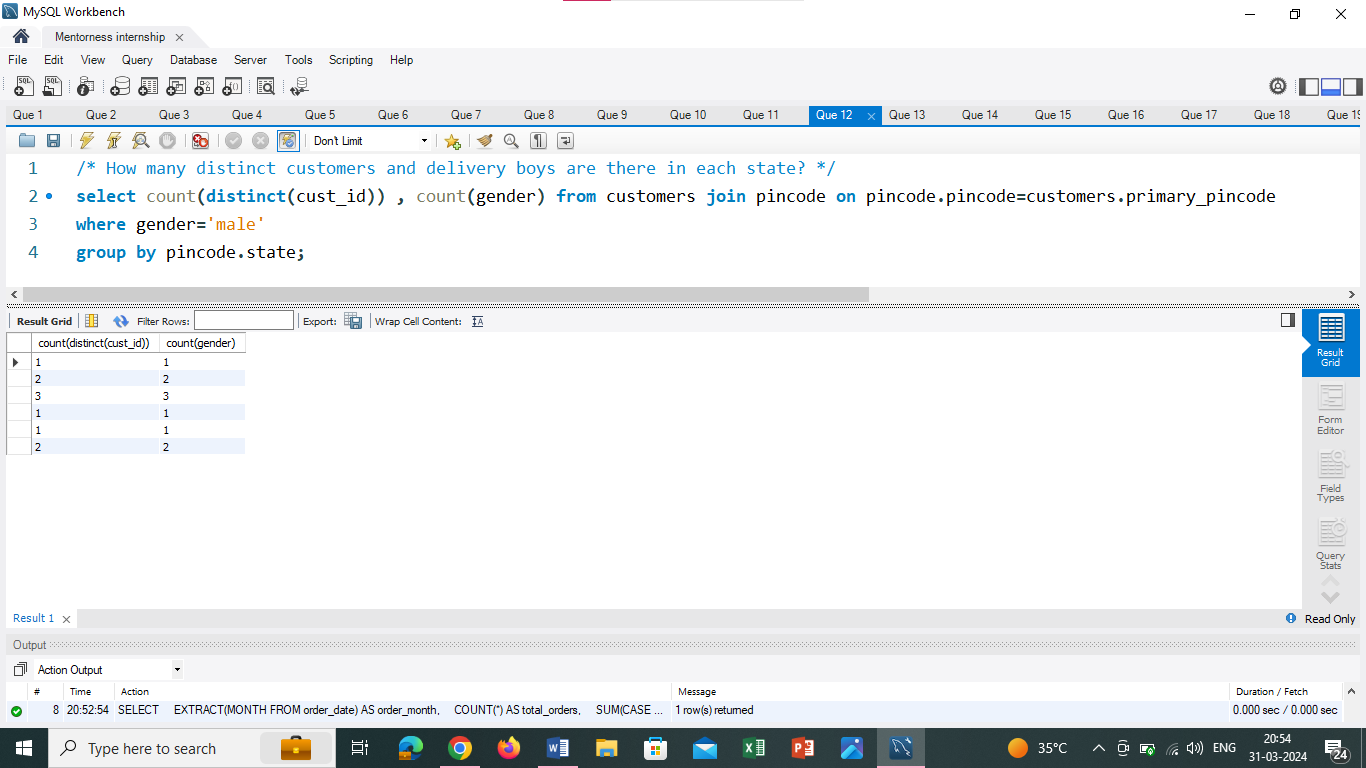 MySQL Workbench
Mentorness internship
File Edit View Query Database Server Tools Scripting Help
Que 1 Que 2 Que 3 Que 4 Que 5 Que 6 Que 7 Que 8 Que 9 Que 10 Que 11 Que 12 Que 13 Que 14 Que 15 Que 16 Que 17 Que 18
Don't Limit
1 /* How many distinct customers and delivery boys are there in each state? */
2 select count(distinct(cust_id)) , count(gender) from customers join pincode on pincode.pincode=customers.primary_pincode
3 where gender='male'
4 group by pincode.state;
Result Grid Filter Rows: Export: Wrap Cell Content:
count(distinct(cust_id)) count(gender)
1 1
2 2
3 3
1 1
1 1
2 2
Result
Grid
Form
Editor
Field
Types
Query
Stats
Result 1 Read Only
Output
Action Output
# Time Action Message Duration / Fetch
8 20:52:54 SELECT EXTRACT(MONTH FROM order_date) AS order_month, COUNT(*) AS total_orders, SUM(CASE ... 1 row(s) returned 0.000 sec / 0.000 sec
Type here to search 35°C ENG 20:54
31-03-2024 24